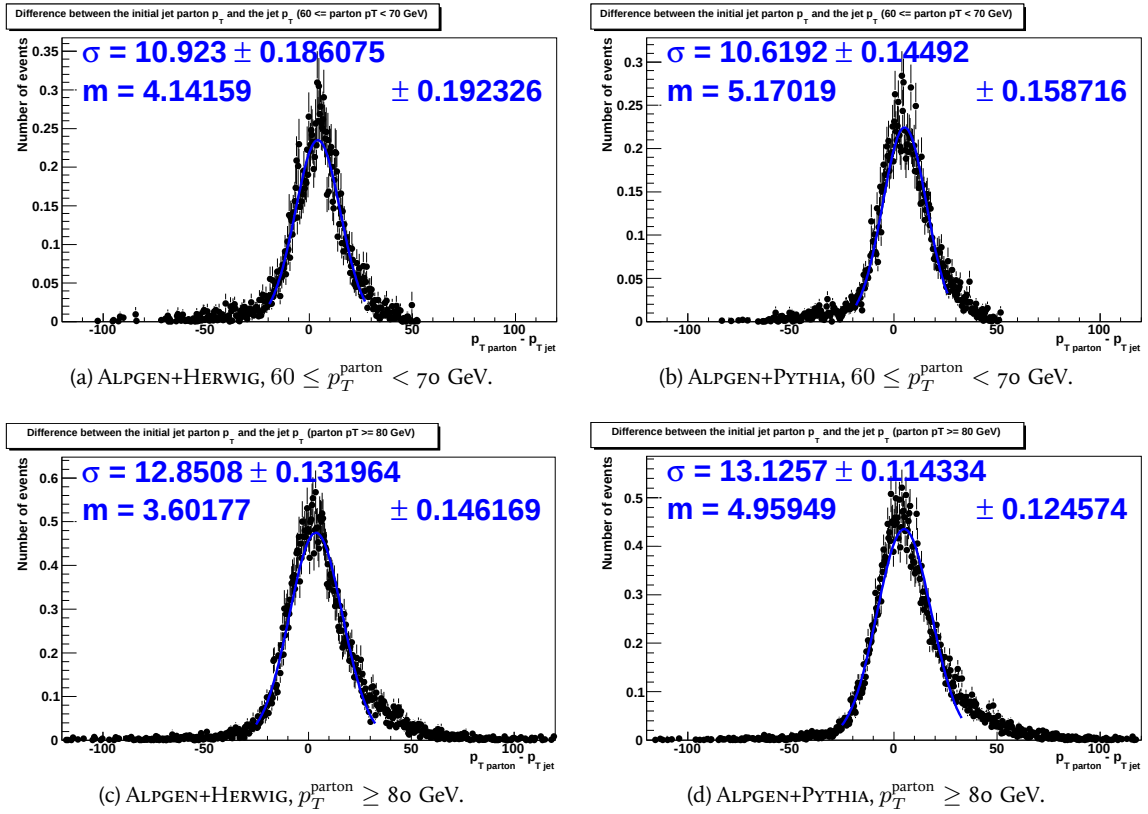 Difference between the initial jet parton p_T and the jet p_T (60 <= parton pT < 70 GeV)
Number of events
σ = 10.923 ± 0.186075
m = 4.14159 ± 0.192326
0.35
0.3
0.25
0.2
0.15
0.1
0.05
0
-100 -50 0 50 100
p_T parton - p_T jet
(a) ALPGEN+HERWIG, 60 ≤ p_T^parton < 70 GeV.
Difference between the initial jet parton p_T and the jet p_T (60 <= parton pT < 70 GeV)
Number of events
σ = 10.6192 ± 0.14492
m = 5.17019 ± 0.158716
0.3
0.25
0.2
0.15
0.1
0.05
0
-100 -50 0 50 100
p_T parton - p_T jet
(b) ALPGEN+PYTHIA, 60 ≤ p_T^parton < 70 GeV.
Difference between the initial jet parton p_T and the jet p_T (parton pT >= 80 GeV)
Number of events
σ = 12.8508 ± 0.131964
m = 3.60177 ± 0.146169
0.6
0.5
0.4
0.3
0.2
0.1
0
-100 -50 0 50 100
p_T parton - p_T jet
(c) ALPGEN+HERWIG, p_T^parton ≥ 80 GeV.
Difference between the initial jet parton p_T and the jet p_T (parton pT >= 80 GeV)
Number of events
σ = 13.1257 ± 0.114334
m = 4.95949 ± 0.124574
0.5
0.4
0.3
0.2
0.1
0
-100 -50 0 50 100
p_T parton - p_T jet
(d) ALPGEN+PYTHIA, p_T^parton ≥ 80 GeV.